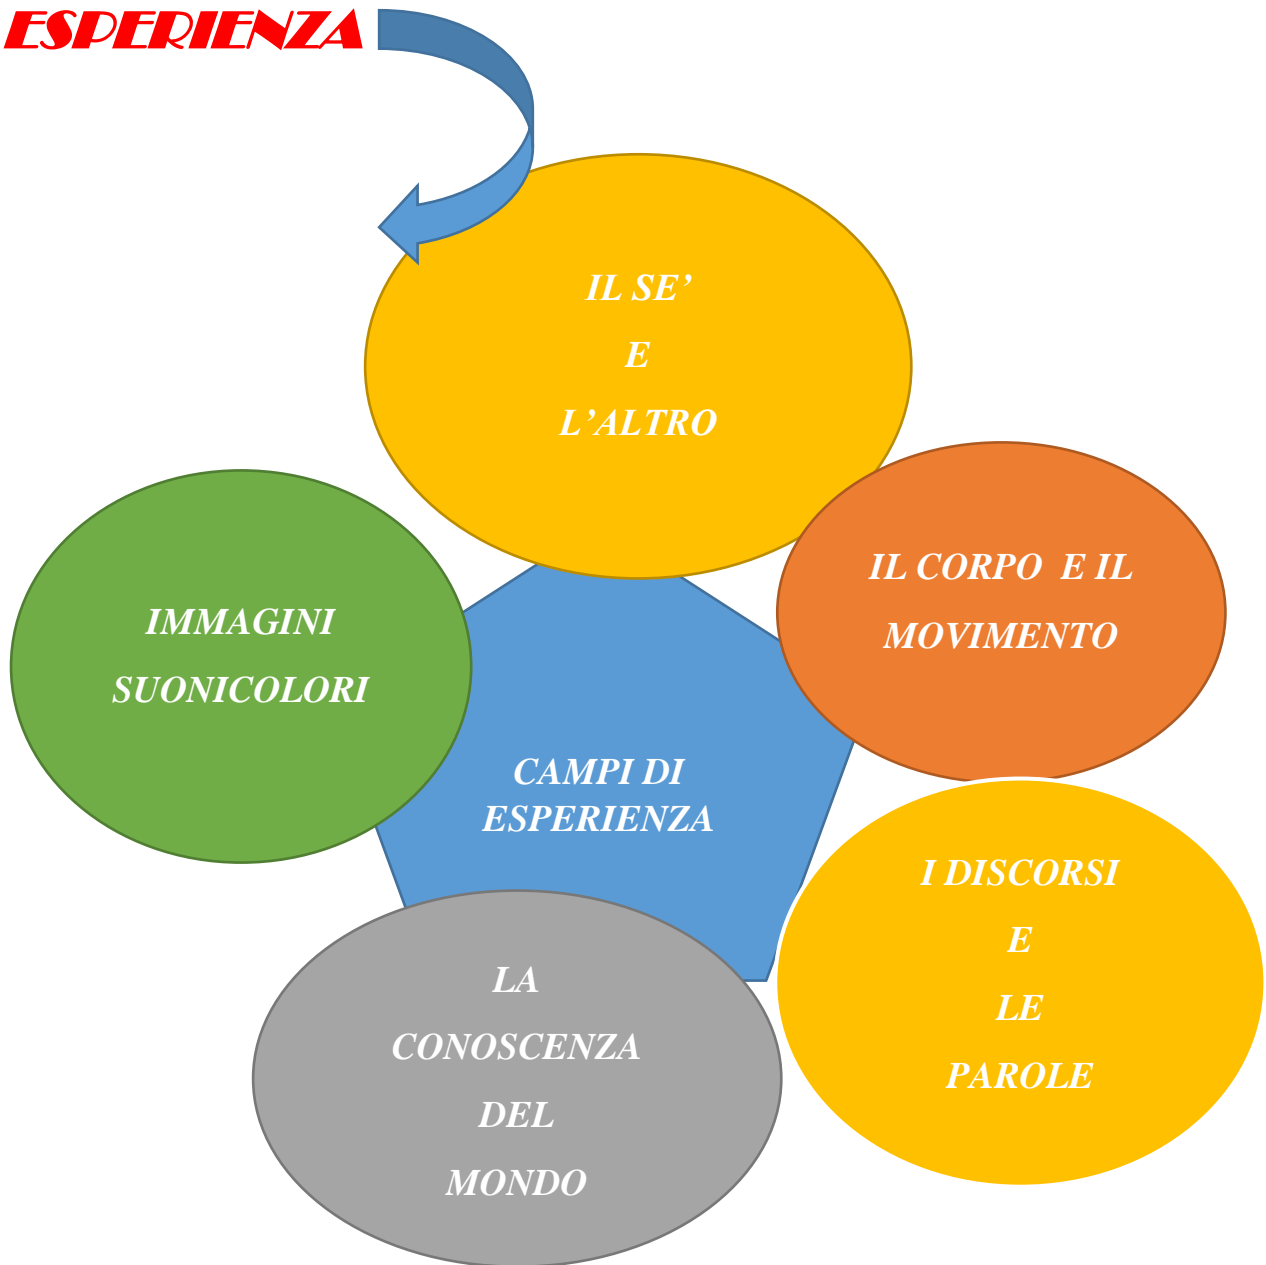 ESPERIENZA
IL SE’
E
L’ALTRO
IL CORPO  E IL
MOVIMENTO
IMMAGINI
SUONICOLORI
CAMPI DI
ESPERIENZA
I DISCORSI
E
LE
PAROLE
LA
CONOSCENZA
DEL
MONDO